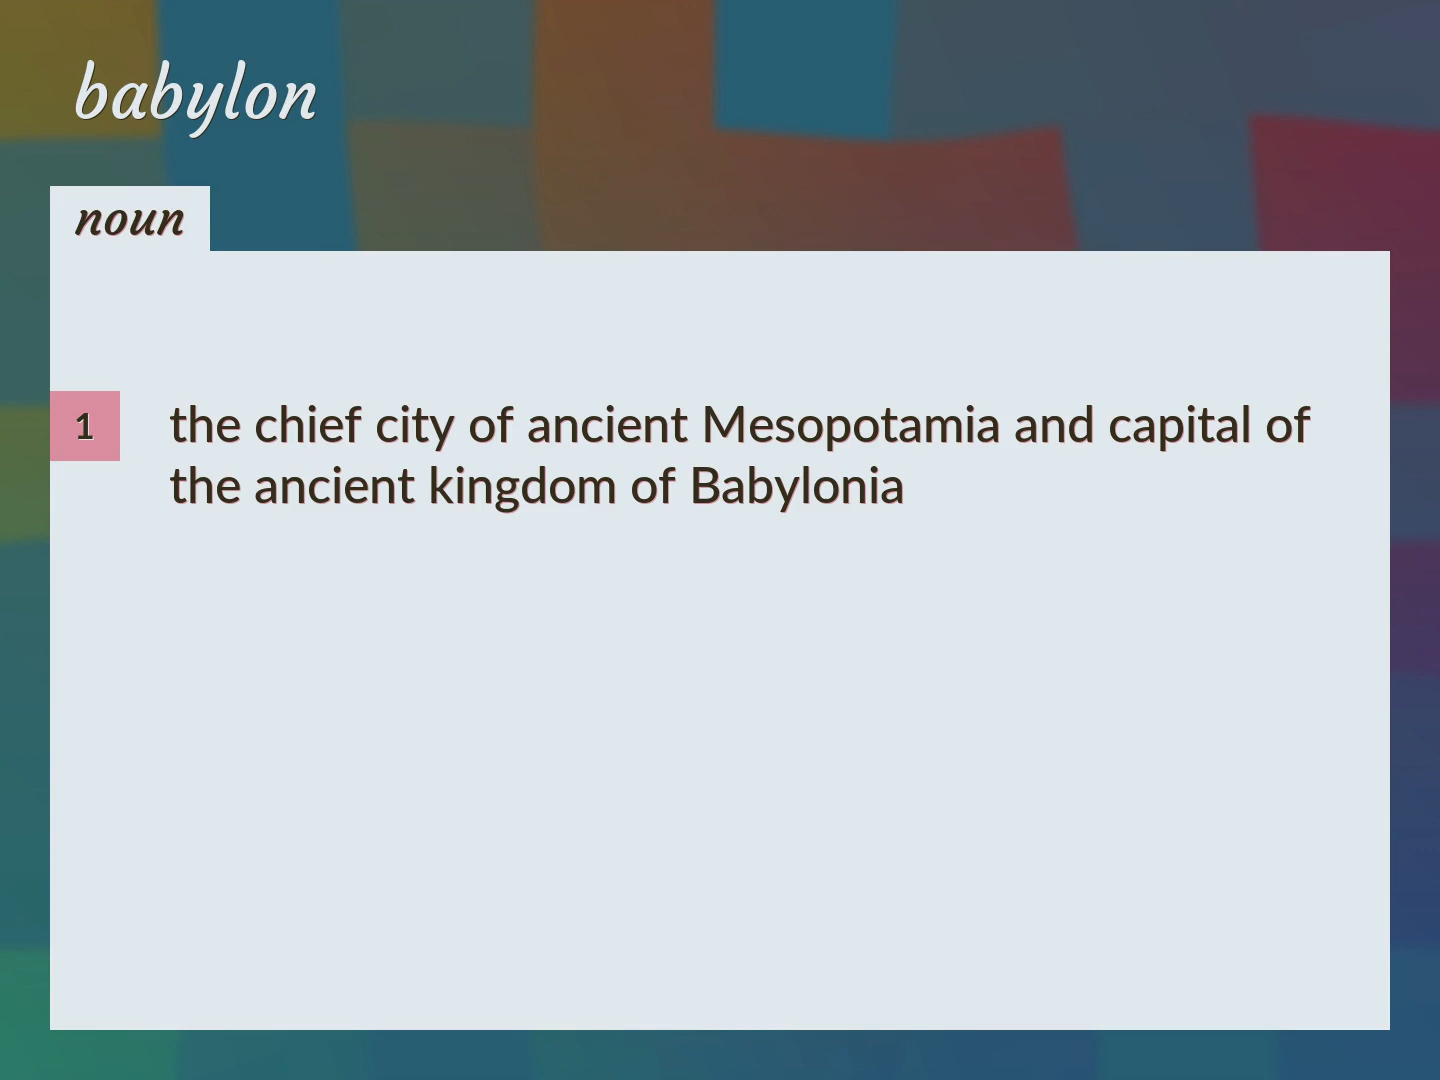 babylon
noun
1
the chief city of ancient Mesopotamia and capital of
the ancient kingdom of Babylonia